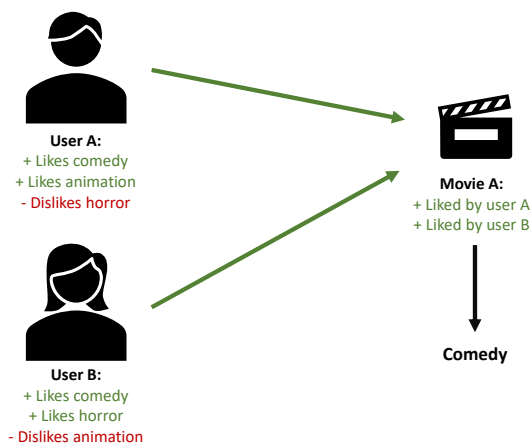 User A:
+ Likes comedy
+ Likes animation
- Dislikes horror
Movie A:
+ Liked by user A
+ Liked by user B
Comedy
User B:
+ Likes comedy
+ Likes horror
- Dislikes animation